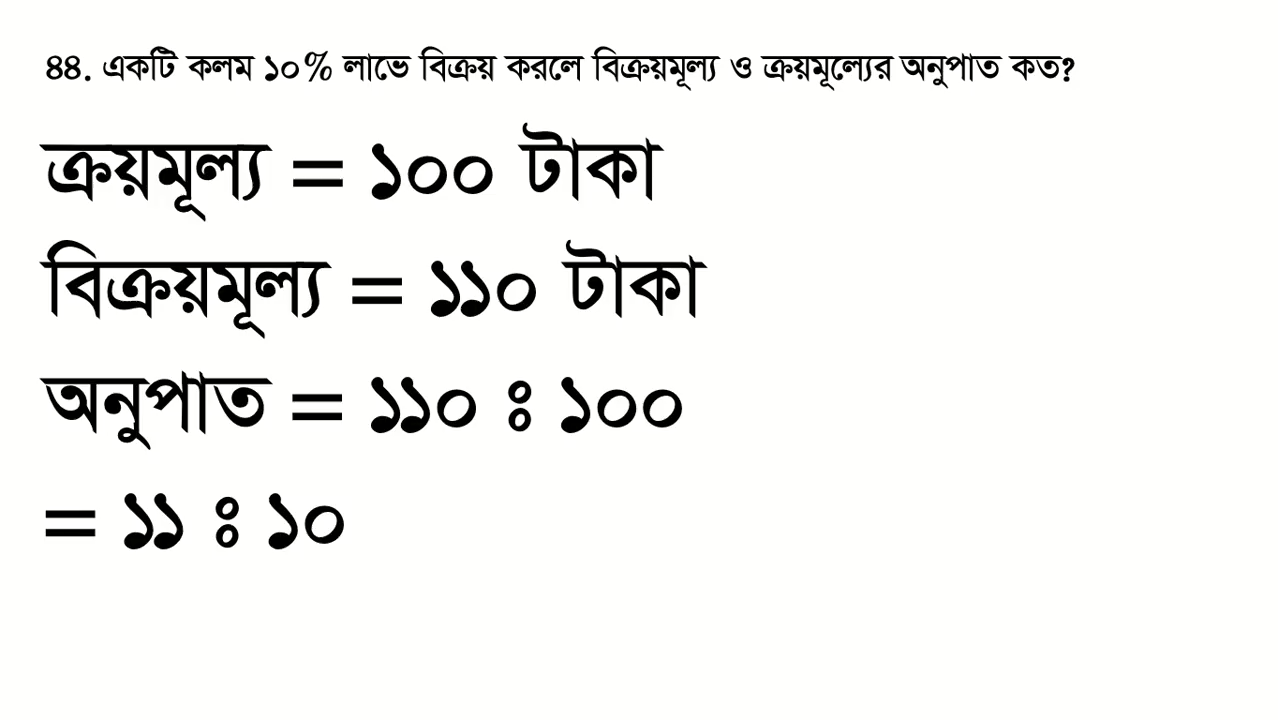 ৪৪. একটি কলম ১০% লাভে বিক্রয় করলে বিক্রয়মূল্য ও ক্রয়মূল্যের অনুপাত কত?
ক্রয়মূল্য = ১০০ টাকা
বিক্রয়মূল্য = ১১০ টাকা
অনুপাত = ১১০ ঃ ১০০
= ১১ ঃ ১০